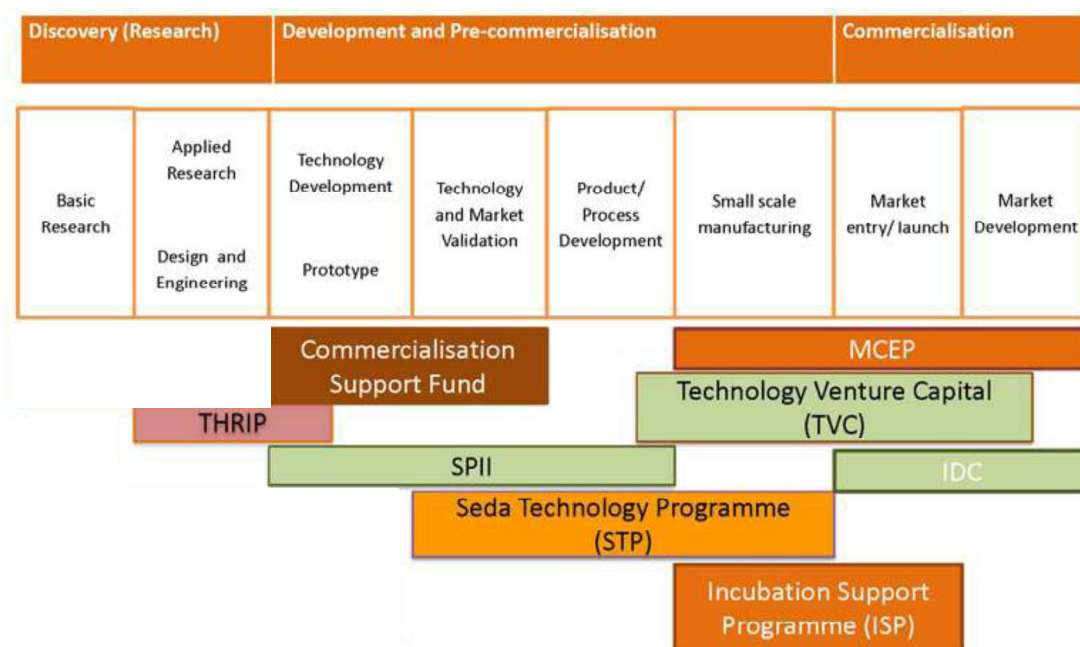 Discovery (Research)
Development and Pre-commercialisation
Commercialisation
Basic
Research
Applied
Research
Design and
Engineering
Technology
Development
Prototype
Technology
and Market
Validation
Product/
Process
Development
Small scale
manufacturing
Market
entry/ launch
Market
Development
Commercialisation
Support Fund
MCEP
Technology Venture Capital
(TVC)
THRIP
SPII
IDC
Seda Technology Programme
(STP)
Incubation Support
Programme (ISP)